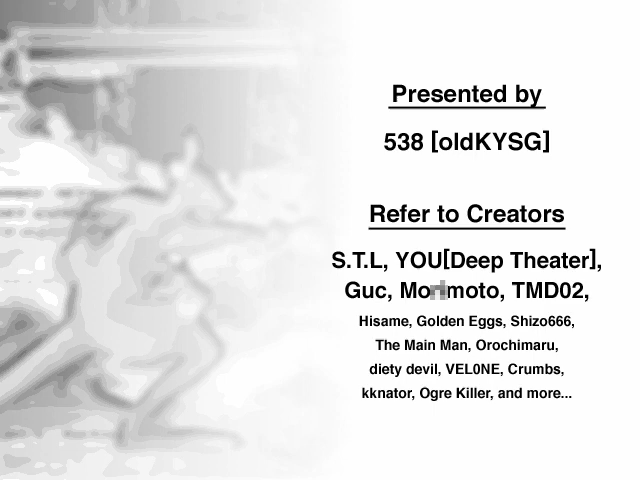 Presented by
538 [oldKYSG]
Refer to Creators
S.T.L, YOU[Deep Theater],
Guc, TMD02,
Hisame, Golden Eggs, Shizo666,
The Main Man, Orochimaru,
diety devil, VEL0NE, Crumbs,
kknator, Ogre Killer, and more...